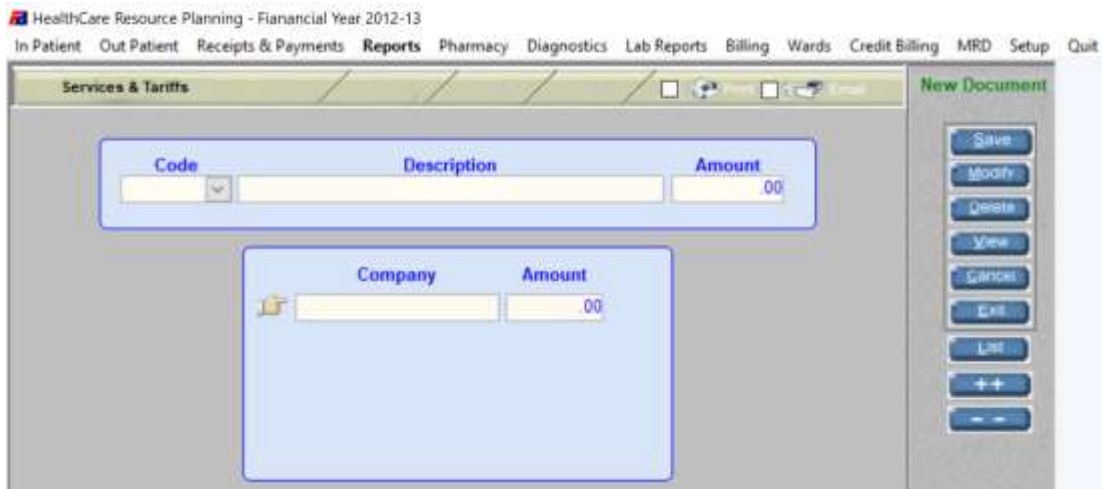 HealthCare Resource Planning - Fianancial Year 2012-13
In Patient Out Patient Receipts & Payments Reports Pharmacy Diagnostics Lab Reports Billing Wards Credit Billing MRD Setup Quit
Services & Tariffs Print Email New Document
Code Description Amount
.00
Company Amount
.00
Save
Modify
Delete
View
Cancel
Exit
List
++
--